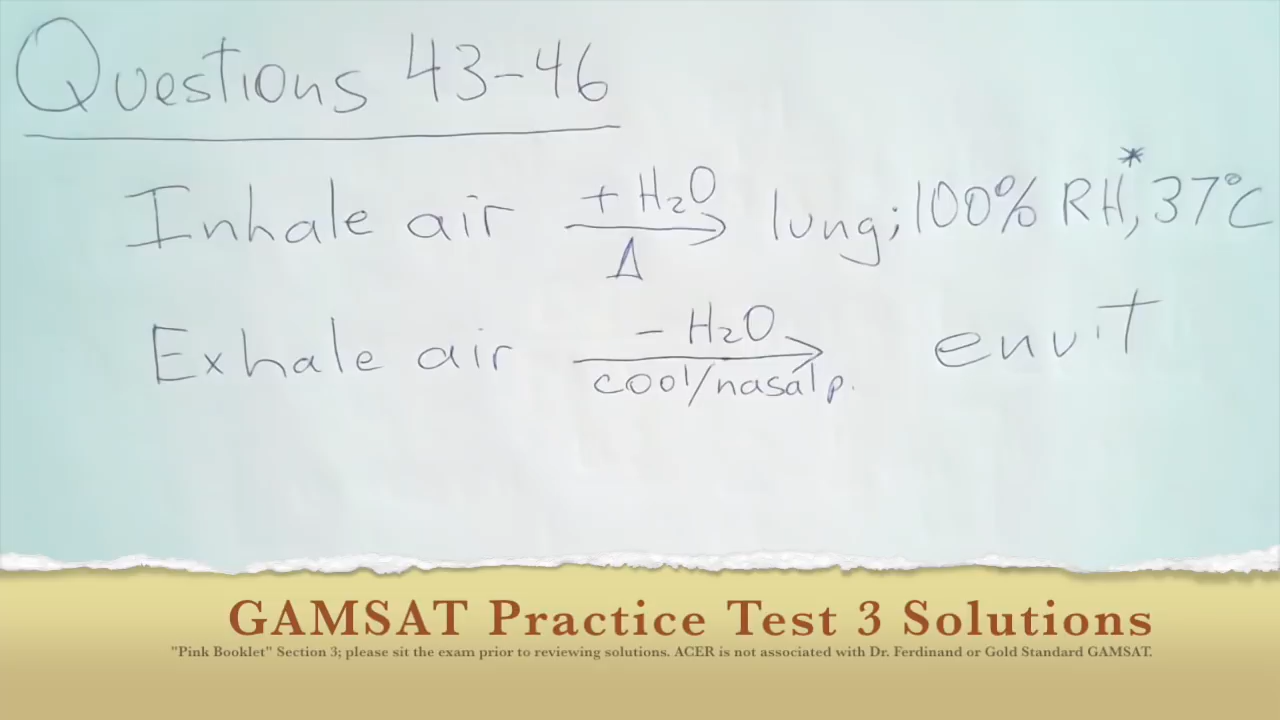 Questions 43-46
Inhale air + H₂O Δ lung; 100% RH,* 37°C
Exhale air - H₂O cool/nasal p. envit
GAMSAT Practice Test 3 Solutions
"Pink Booklet" Section 3; please sit the exam prior to reviewing solutions. ACER is not associated with Dr. Ferdinand or Gold Standard GAMSAT.